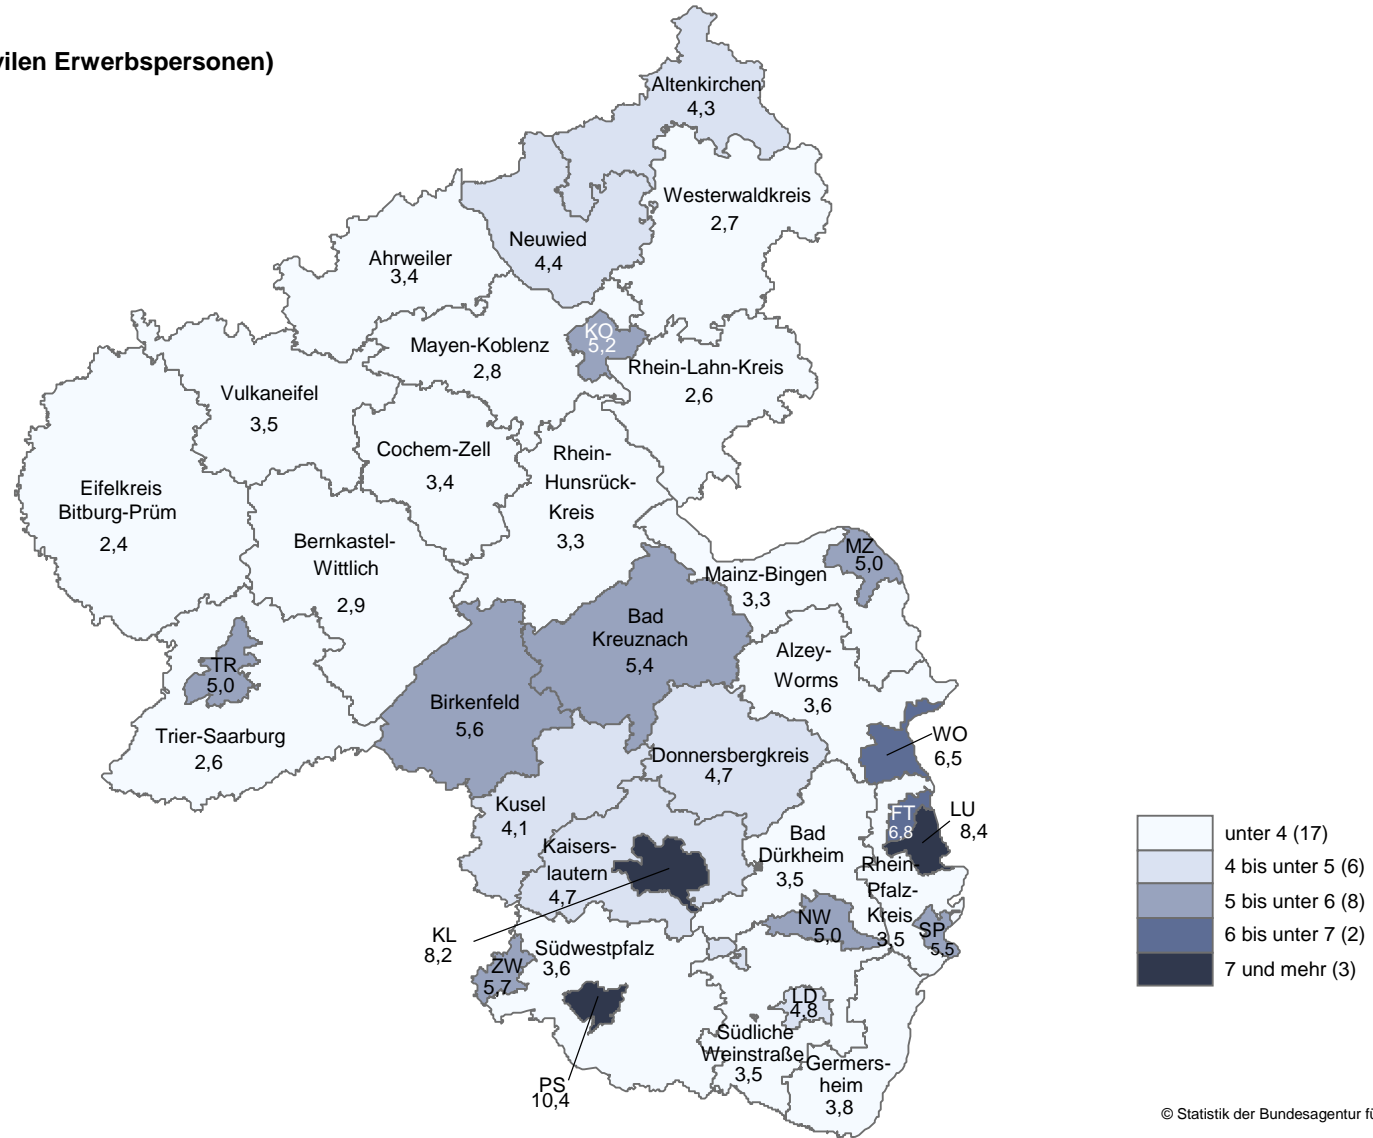 vilen Erwerbspersonen)
Altenkirchen
4,3
Westerwaldkreis
2,7
Neuwied
4,4
Ahrweiler
3,4
KO
5,2
Mayen-Koblenz
2,8
Rhein-Lahn-Kreis
2,6
Vulkaneifel
3,5
Cochem-Zell
3,4
Rhein-
Hunsrück-
Kreis
3,3
Eifelkreis
Bitburg-Prüm
2,4
Bernkastel-
Wittlich
2,9
MZ
5,0
Mainz-Bingen
3,3
Bad
Kreuznach
5,4
Alzey-
Worms
3,6
TR
5,0
Trier-Saarburg
2,6
Birkenfeld
5,6
WO
6,5
Donnersbergkreis
4,7
Kusel
4,1
FT
6,8
LU
8,4
Kaisers-
lautern
4,7
Bad
Dürkheim
3,5
Rhein-
Pfalz-
Kreis
3,5
NW
5,0
SP
5,5
KL
8,2
Südwestpfalz
3,6
ZW
5,7
LD
4,8
Südliche
Weinstraße
3,5
Germers-
heim
3,8
PS
10,4
unter 4 (17)
4 bis unter 5 (6)
5 bis unter 6 (8)
6 bis unter 7 (2)
7 und mehr (3)
© Statistik der Bundesagentur fü